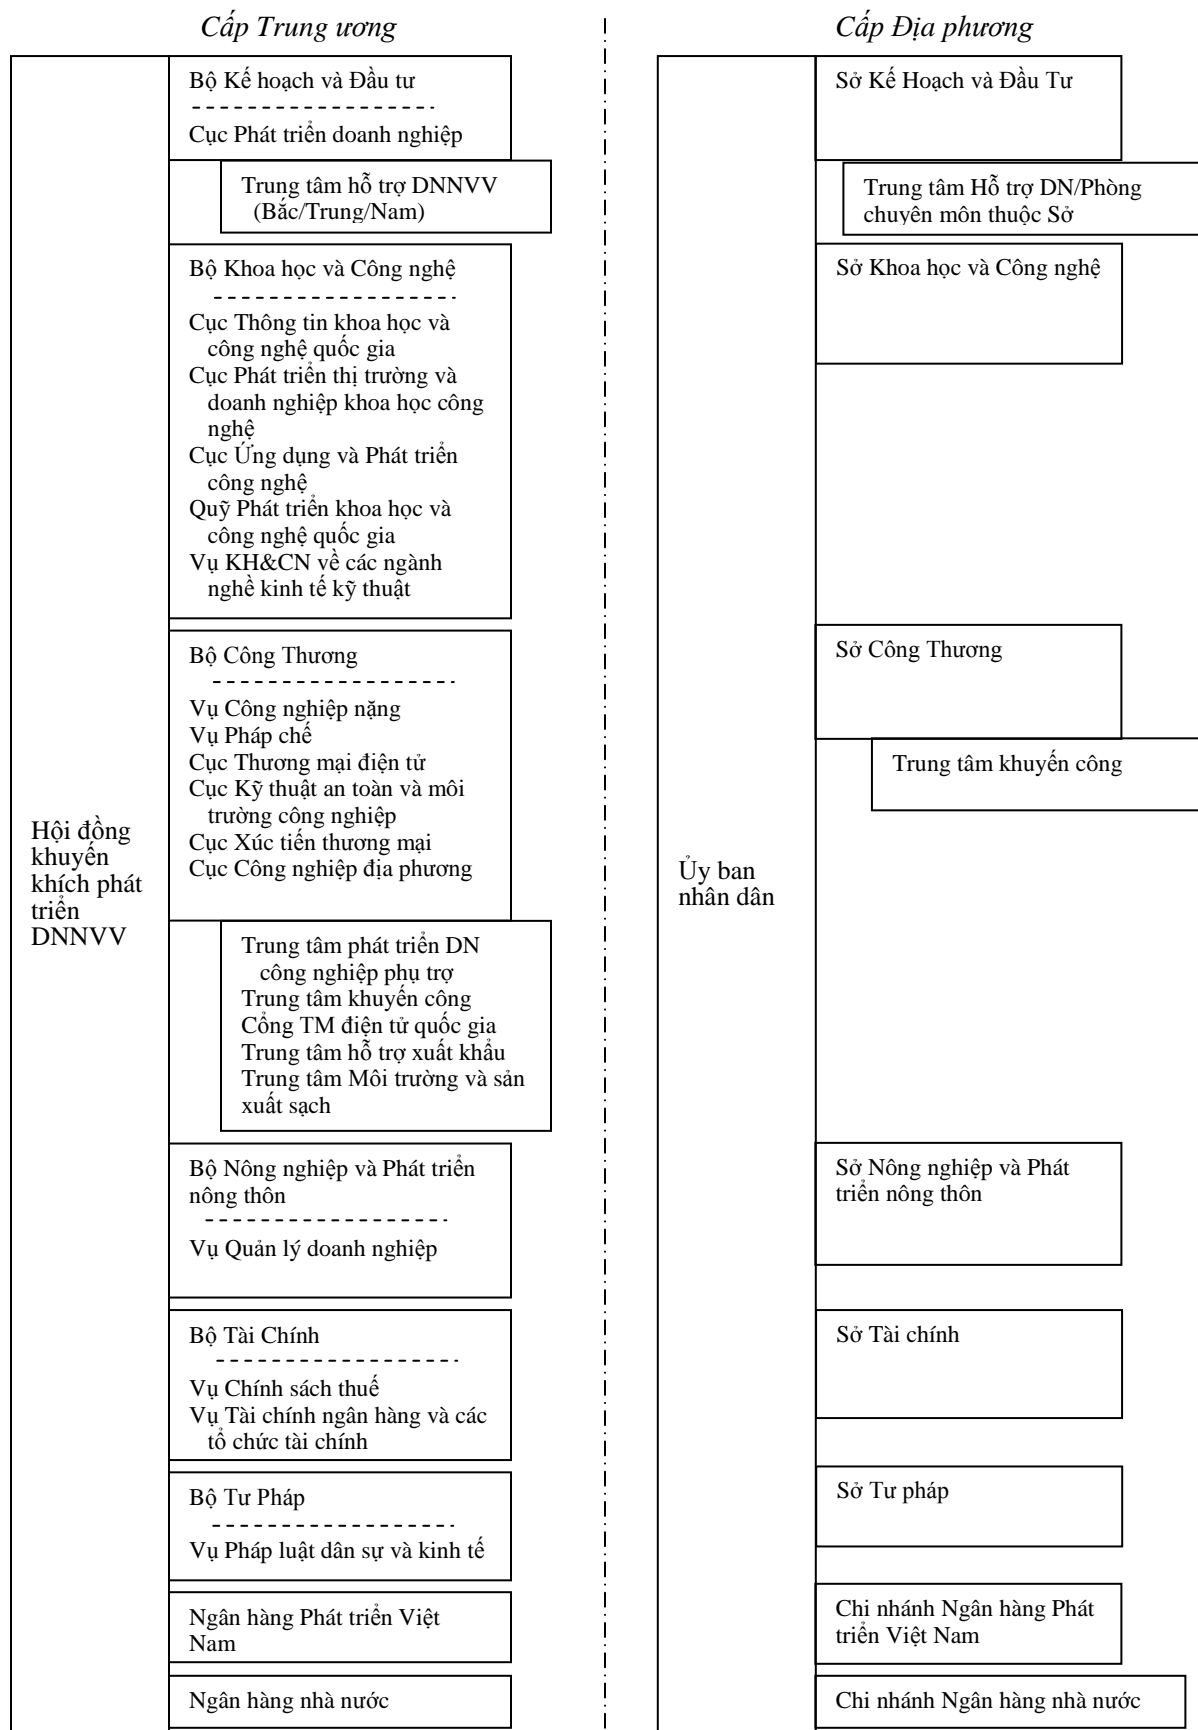 Cấp Trung ương
Hội đồng
khuyến
khích phát
triển
DNNVV
Bộ Kế hoạch và Đầu tư
Cục Phát triển doanh nghiệp
Trung tâm hỗ trợ DNNVV
(Bắc/Trung/Nam)
Bộ Khoa học và Công nghệ
Cục Thông tin khoa học và
công nghệ quốc gia
Cục Phát triển thị trường và
doanh nghiệp khoa học công
nghệ
Cục Ứng dụng và Phát triển
công nghệ
Quỹ Phát triển khoa học và
công nghệ quốc gia
Vụ KH&CN về các ngành
nghề kinh tế kỹ thuật
Bộ Công Thương
Vụ Công nghiệp nặng
Vụ Pháp chế
Cục Thương mại điện tử
Cục Kỹ thuật an toàn và môi
trường công nghiệp
Cục Xúc tiến thương mại
Cục Công nghiệp địa phương
Trung tâm phát triển DN
công nghiệp phụ trợ
Trung tâm khuyến công
Cổng TM điện tử quốc gia
Trung tâm hỗ trợ xuất khẩu
Trung tâm Môi trường và sản
xuất sạch
Bộ Nông nghiệp và Phát triển
nông thôn
Vụ Quản lý doanh nghiệp
Bộ Tài Chính
Vụ Chính sách thuế
Vụ Tài chính ngân hàng và các
tổ chức tài chính
Bộ Tư Pháp
Vụ Pháp luật dân sự và kinh tế
Ngân hàng Phát triển Việt
Nam
Ngân hàng nhà nước
Cấp Địa phương
Ủy ban
nhân dân
Sở Kế Hoạch và Đầu Tư
Trung tâm Hỗ trợ DN/Phòng
chuyên môn thuộc Sở
Sở Khoa học và Công nghệ
Sở Công Thương
Trung tâm khuyến công
Sở Nông nghiệp và Phát
triển nông thôn
Sở Tài chính
Sở Tư pháp
Chi nhánh Ngân hàng Phát
triển Việt Nam
Chi nhánh Ngân hàng nhà nước